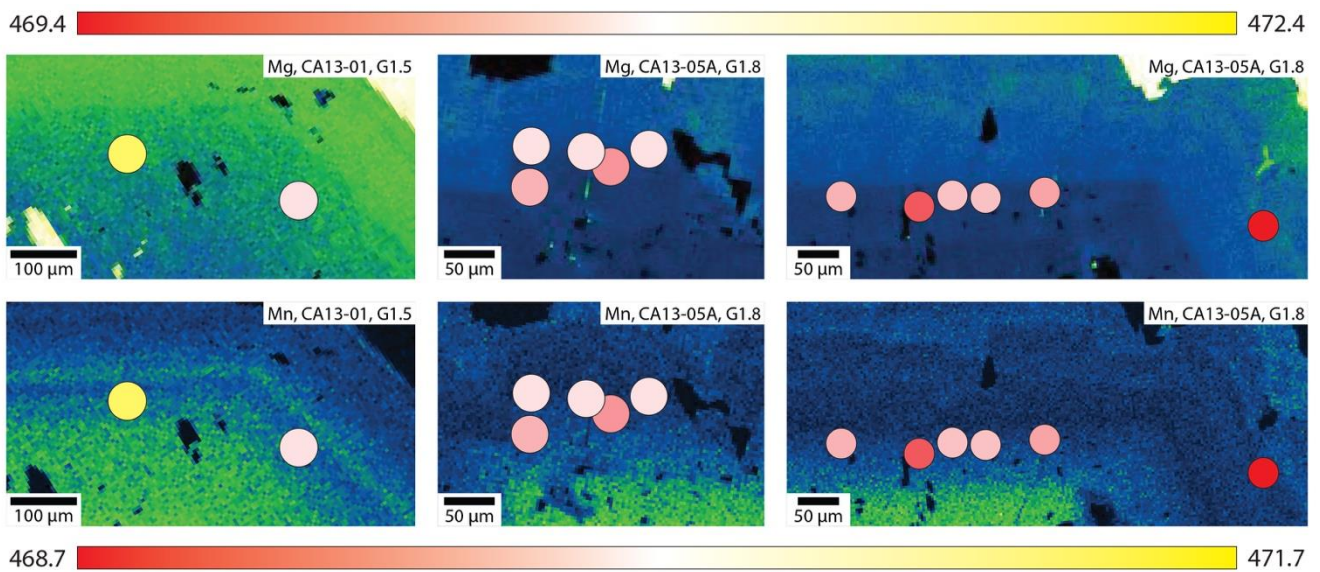 469.4 472.4
Mg, CA13-01, G1.5 Mg, CA13-05A, G1.8 Mg, CA13-05A, G1.8
100 µm 50 µm 50 µm
Mn, CA13-01, G1.5 Mn, CA13-05A, G1.8 Mn, CA13-05A, G1.8
100 µm 50 µm 50 µm
468.7 471.7